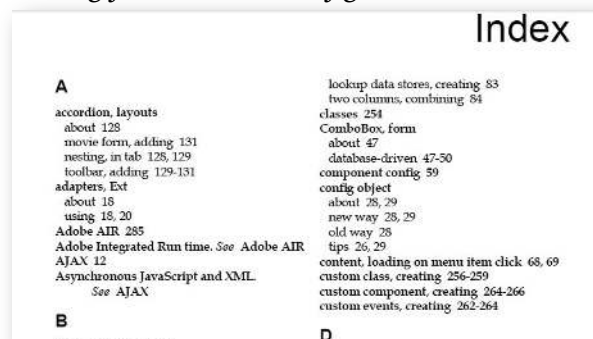 Index
A
accordion, layouts
about 128
movie form, adding 131
nesting, in tab 128, 129
toolbar, adding 129-131
adapters, Ext
about 18
using 18, 20
Adobe AIR 285
Adobe Integrated Run time. See Adobe AIR
AJAX 12
Asynchronous JavaScript and XML.
See AJAX
B
lookup data stores, creating 83
two columns, combining 84
classes 254
ComboBox, form
about 47
database-driven 47-50
component config 59
config object
about 28, 29
new way 28, 29
old way 28
tips 26, 29
content, loading on menu item click 68, 69
custom class, creating 256-259
custom component, creating 264-266
custom events, creating 262-264
D